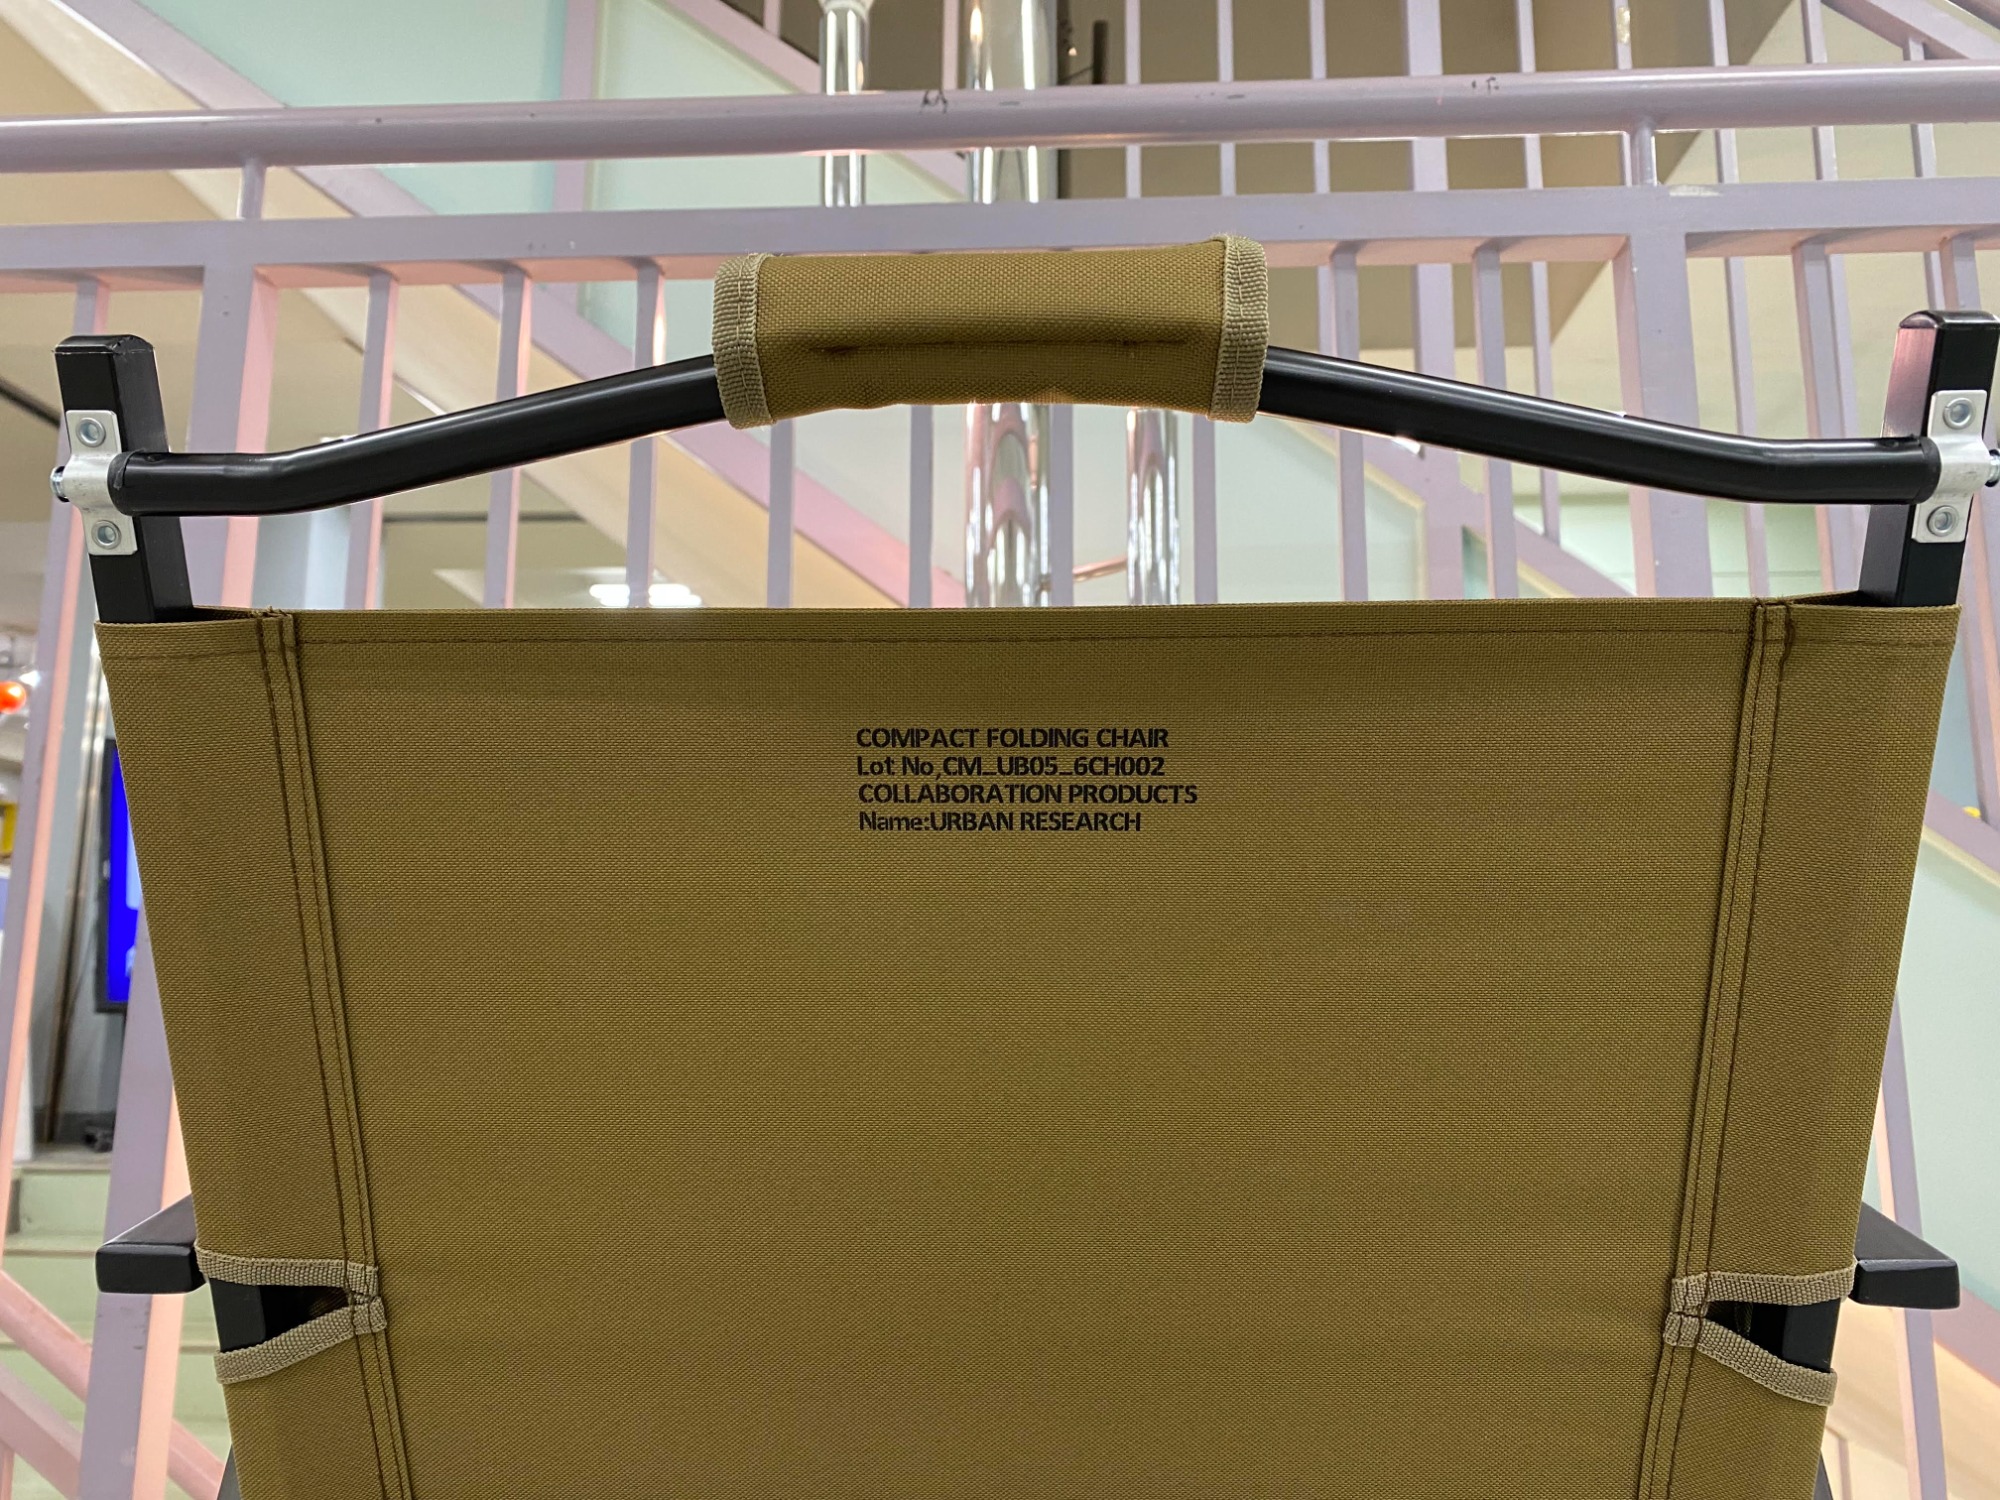 COMPACT FOLDING CHAIR
Lot No,CM_UB05_6CH002
COLLABORATION PRODUCTS
Name:URBAN RESEARCH